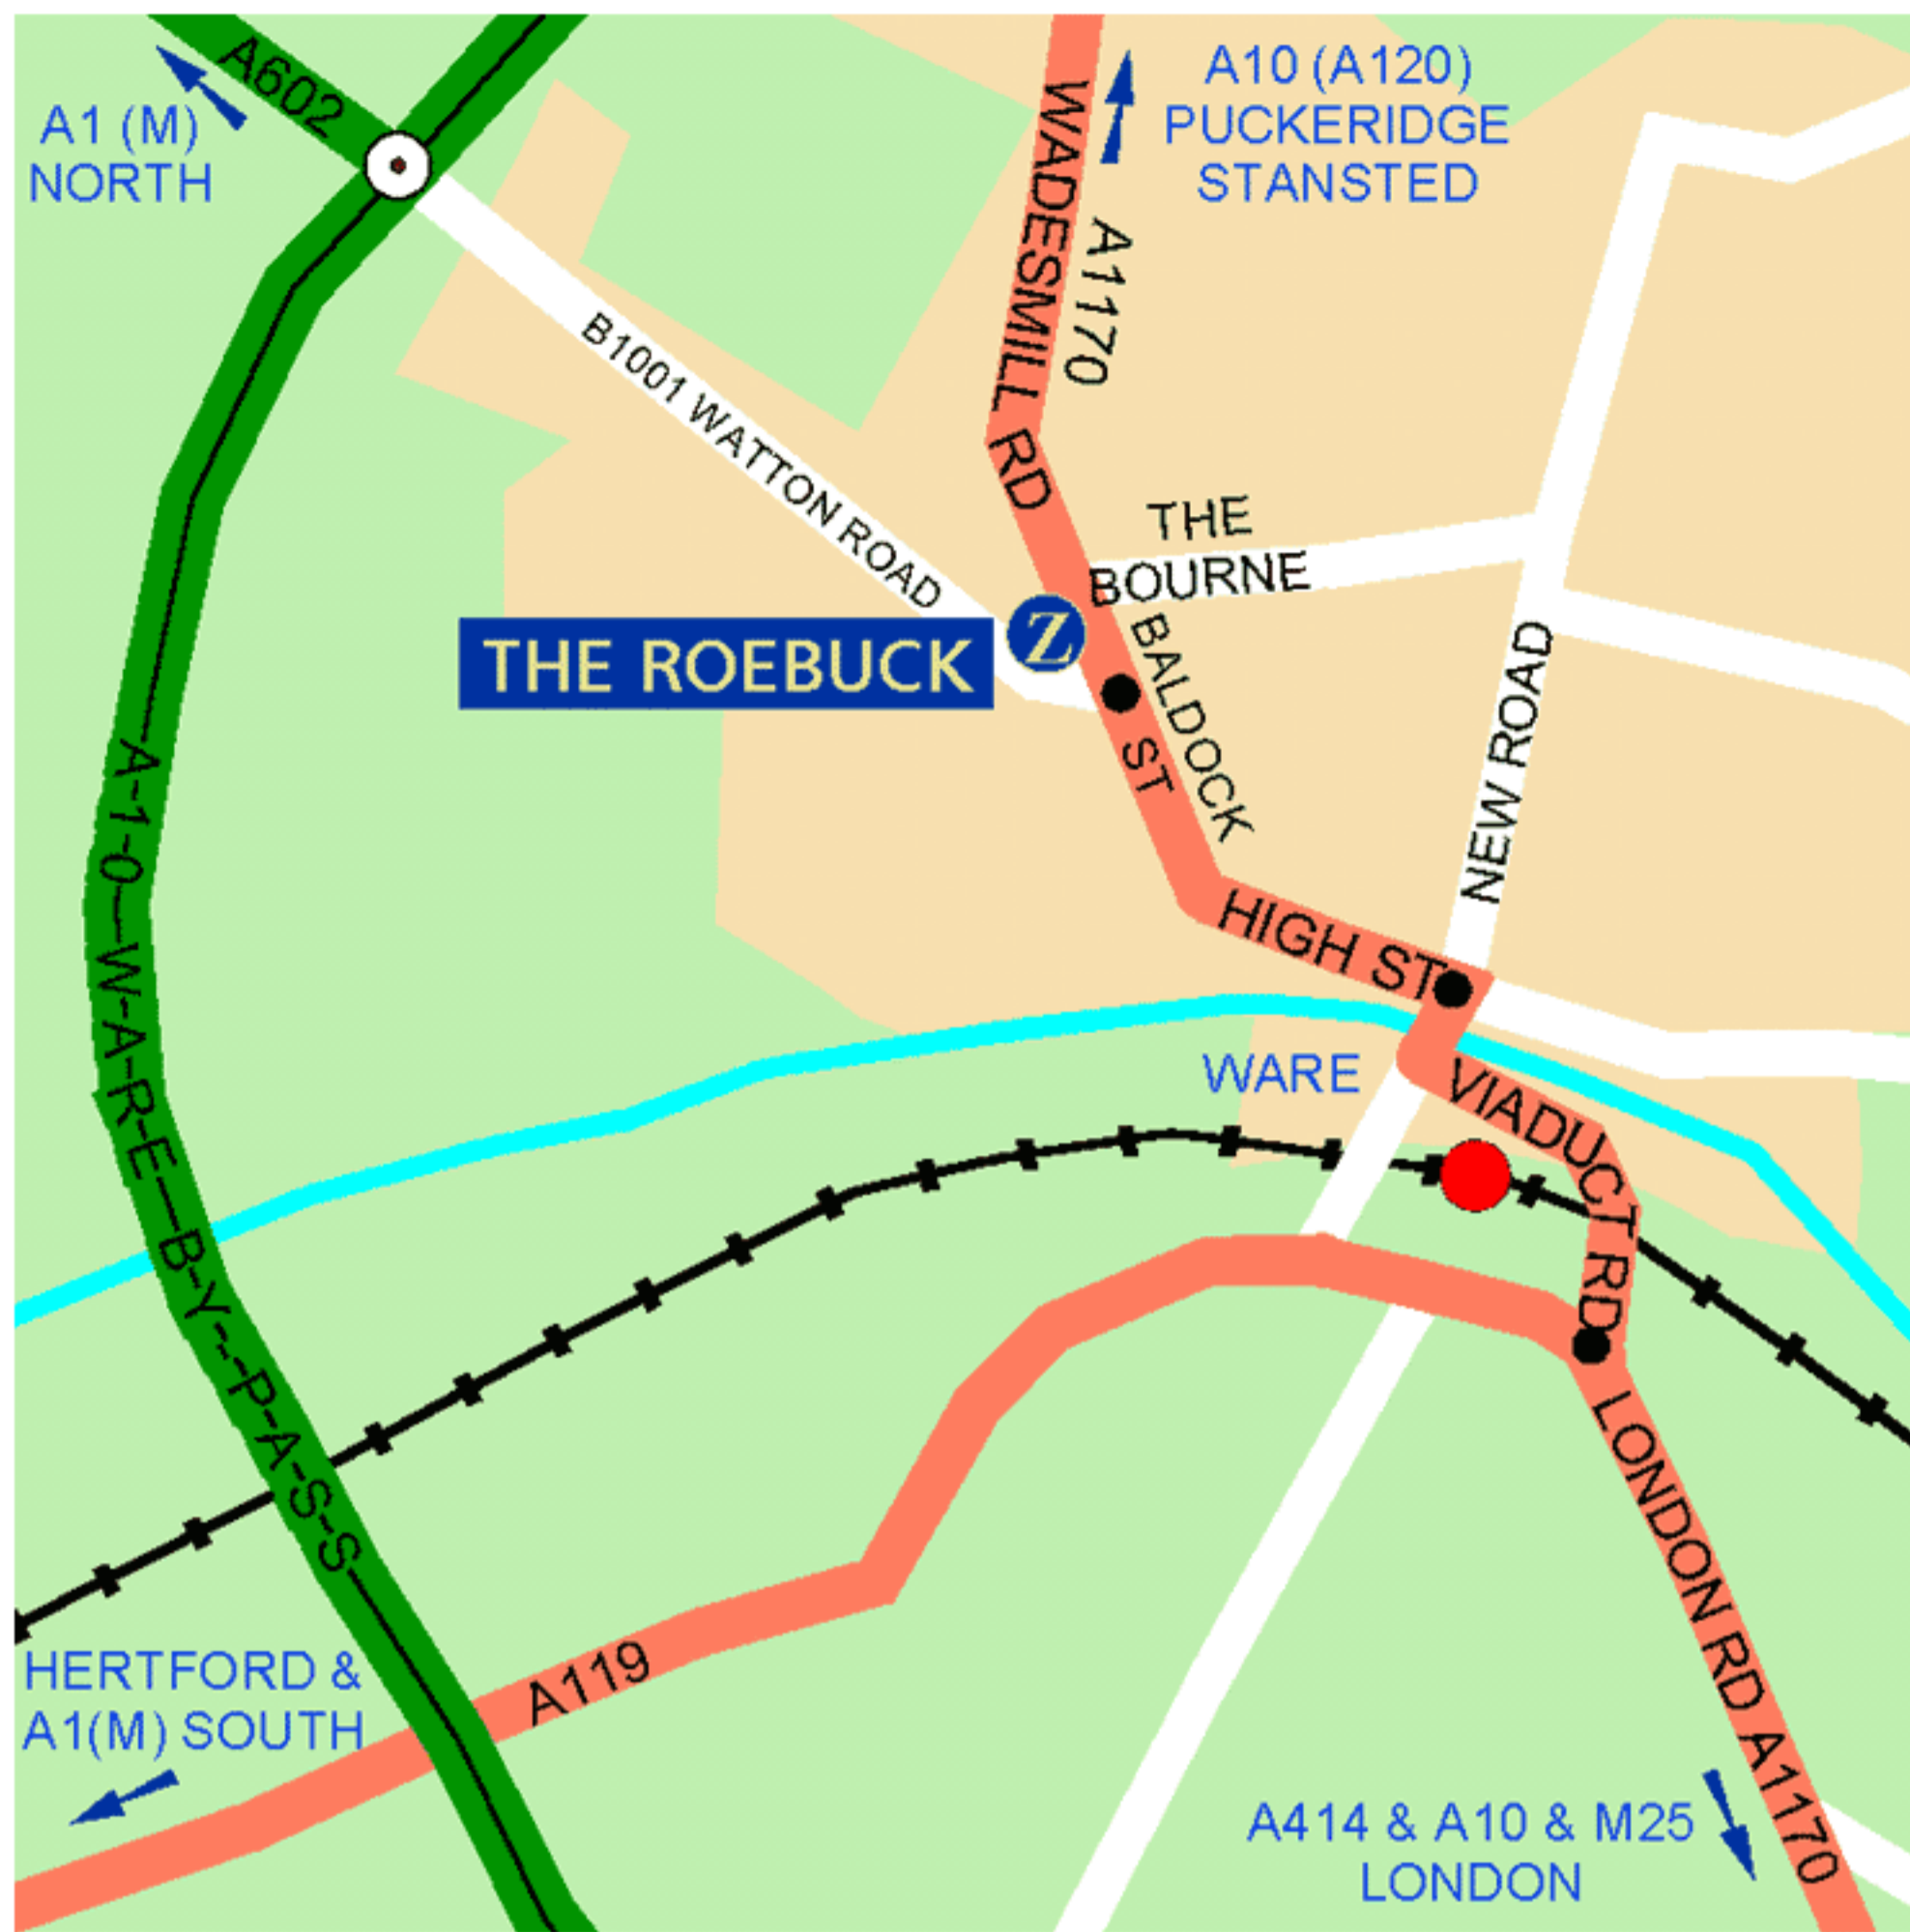 A602
A1 (M)
NORTH
A10 (A120)
PUCKERIDGE
STANSTED
WADESMILL RD
A1170
B1001 WATTON ROAD
THE
BOURNE
Z
THE ROEBUCK
BALDOCK
ST
NEW ROAD
HIGH ST
A-1-0—W-A-R-E—B-Y--P-A-S-S
WARE
VIADUCT RD
HERTFORD &
A1(M) SOUTH
A119
LONDON RD A1170
A414 & A10 & M25
LONDON